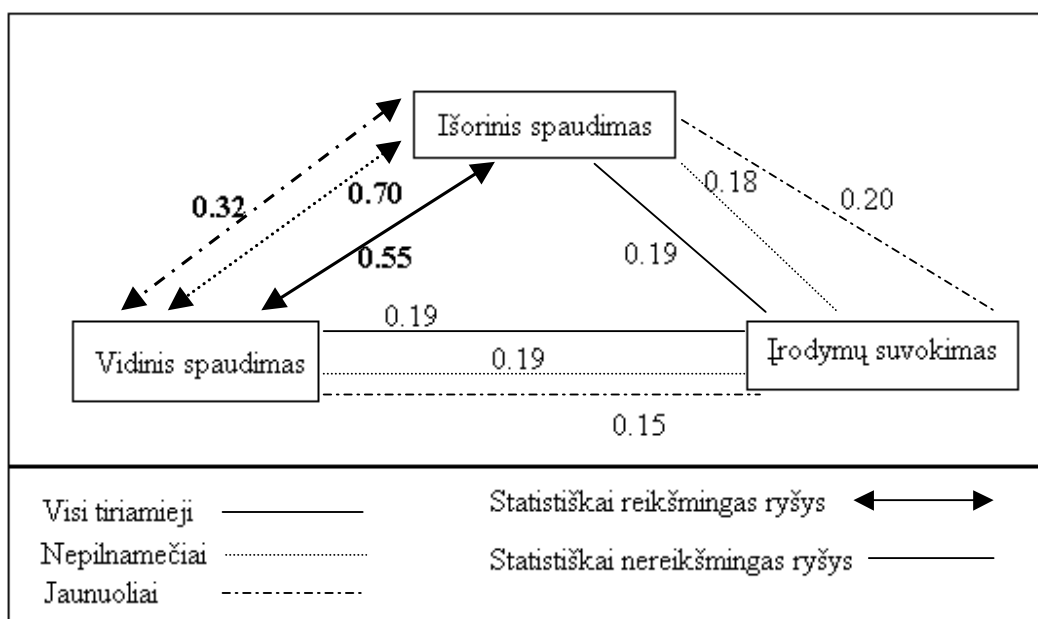 Išorinis spaudimas
0.32
0.70
0.55
0.18
0.20
0.19
0.19
Vidinis spaudimas
0.19
Įrodymų suvokimas
0.15
Visi tiriamieji
Nepilnamečiai
Jaunuoliai
Statistiškai reikšmingas ryšys
Statistiškai nereikšmingas ryšys